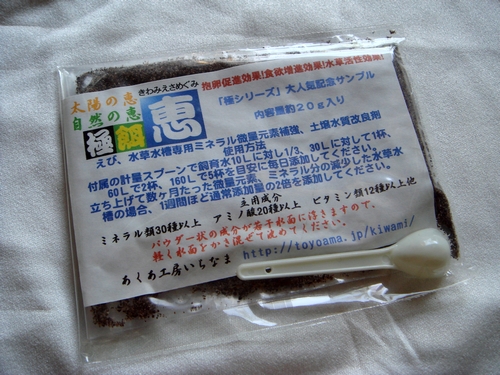 抱卵促進効果!食欲増進効果!水草活性効果!
きわみえさめぐみ
太陽の恵
自然の恵
極餌恵
「極シリーズ」大人気記念サンプル
内容量約20g入り
えび、水草水槽専用ミネラル微量元素補強、土壌水質改良剤
使用方法
付属の計量スプーンで飼育水10Lに対し1/3、30Lに対して1杯、
60Lで2杯、160Lで5杯を目安に毎日添加してください。
立ち上げて数ヶ月たった微量元素、ミネラル分の減少した水草水
槽の場合、1週間ほど通常添加量の2倍を添加してください。
主用成分
ミネラル類30種以上 アミノ酸20種以上 ビタミン類12種以上他
パウダー状の成分が若干水面に浮きますので、
軽く水面をかき混ぜて沈めてください。
あくあ工房いちなま http://toyoama.jp/kiwami/